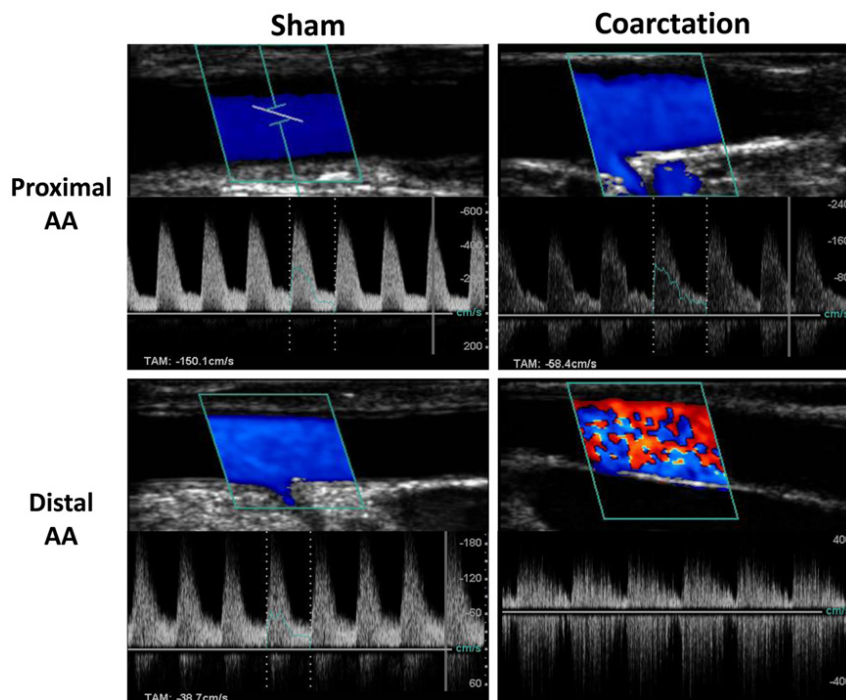 Sham
Coarctation
Proximal
AA
-600
-400
cm/s
200
TAM: -150.1cm/s
-240
-160
-80
cm/s
TAM: -58.4cm/s
Distal
AA
-180
-120
-60
cm/s
60
TAM: -38.7cm/s
400
cm/s
-400